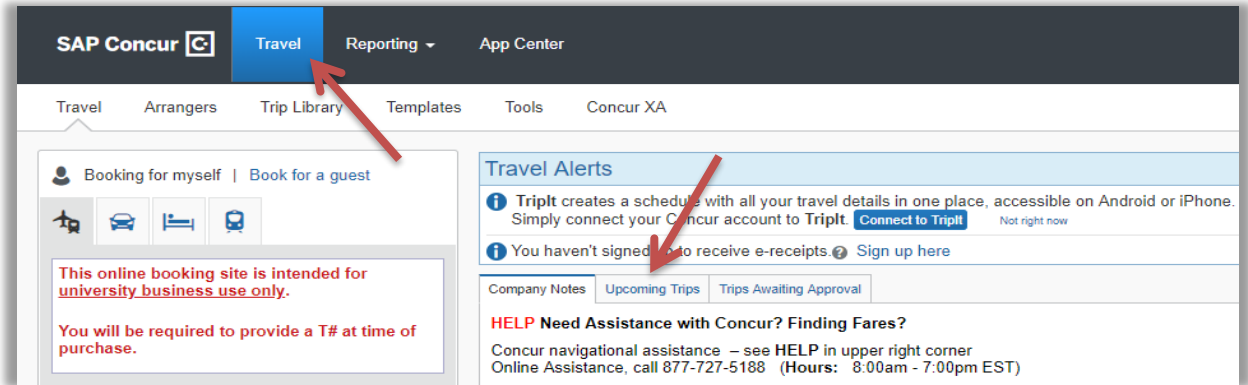 SAP Concur C. Travel Reporting App Center
Travel Arrangers Trip Library Templates Tools Concur XA
Booking for myself | Book for a guest
This online booking site is intended for
university business use only.
You will be required to provide a T# at time of
purchase.
Travel Alerts
TripIt creates a schedule with all your travel details in one place, accessible on Android or iPhone.
Simply connect your Concur account to TripIt. Connect to TripIt Not right now
You haven't signed up to receive e-receipts. Sign up here
Company Notes Upcoming Trips Trips Awaiting Approval
HELP Need Assistance with Concur? Finding Fares?
Concur navigational assistance – see HELP in upper right corner
Online Assistance, call 877-727-5188 (Hours: 8:00am - 7:00pm EST)